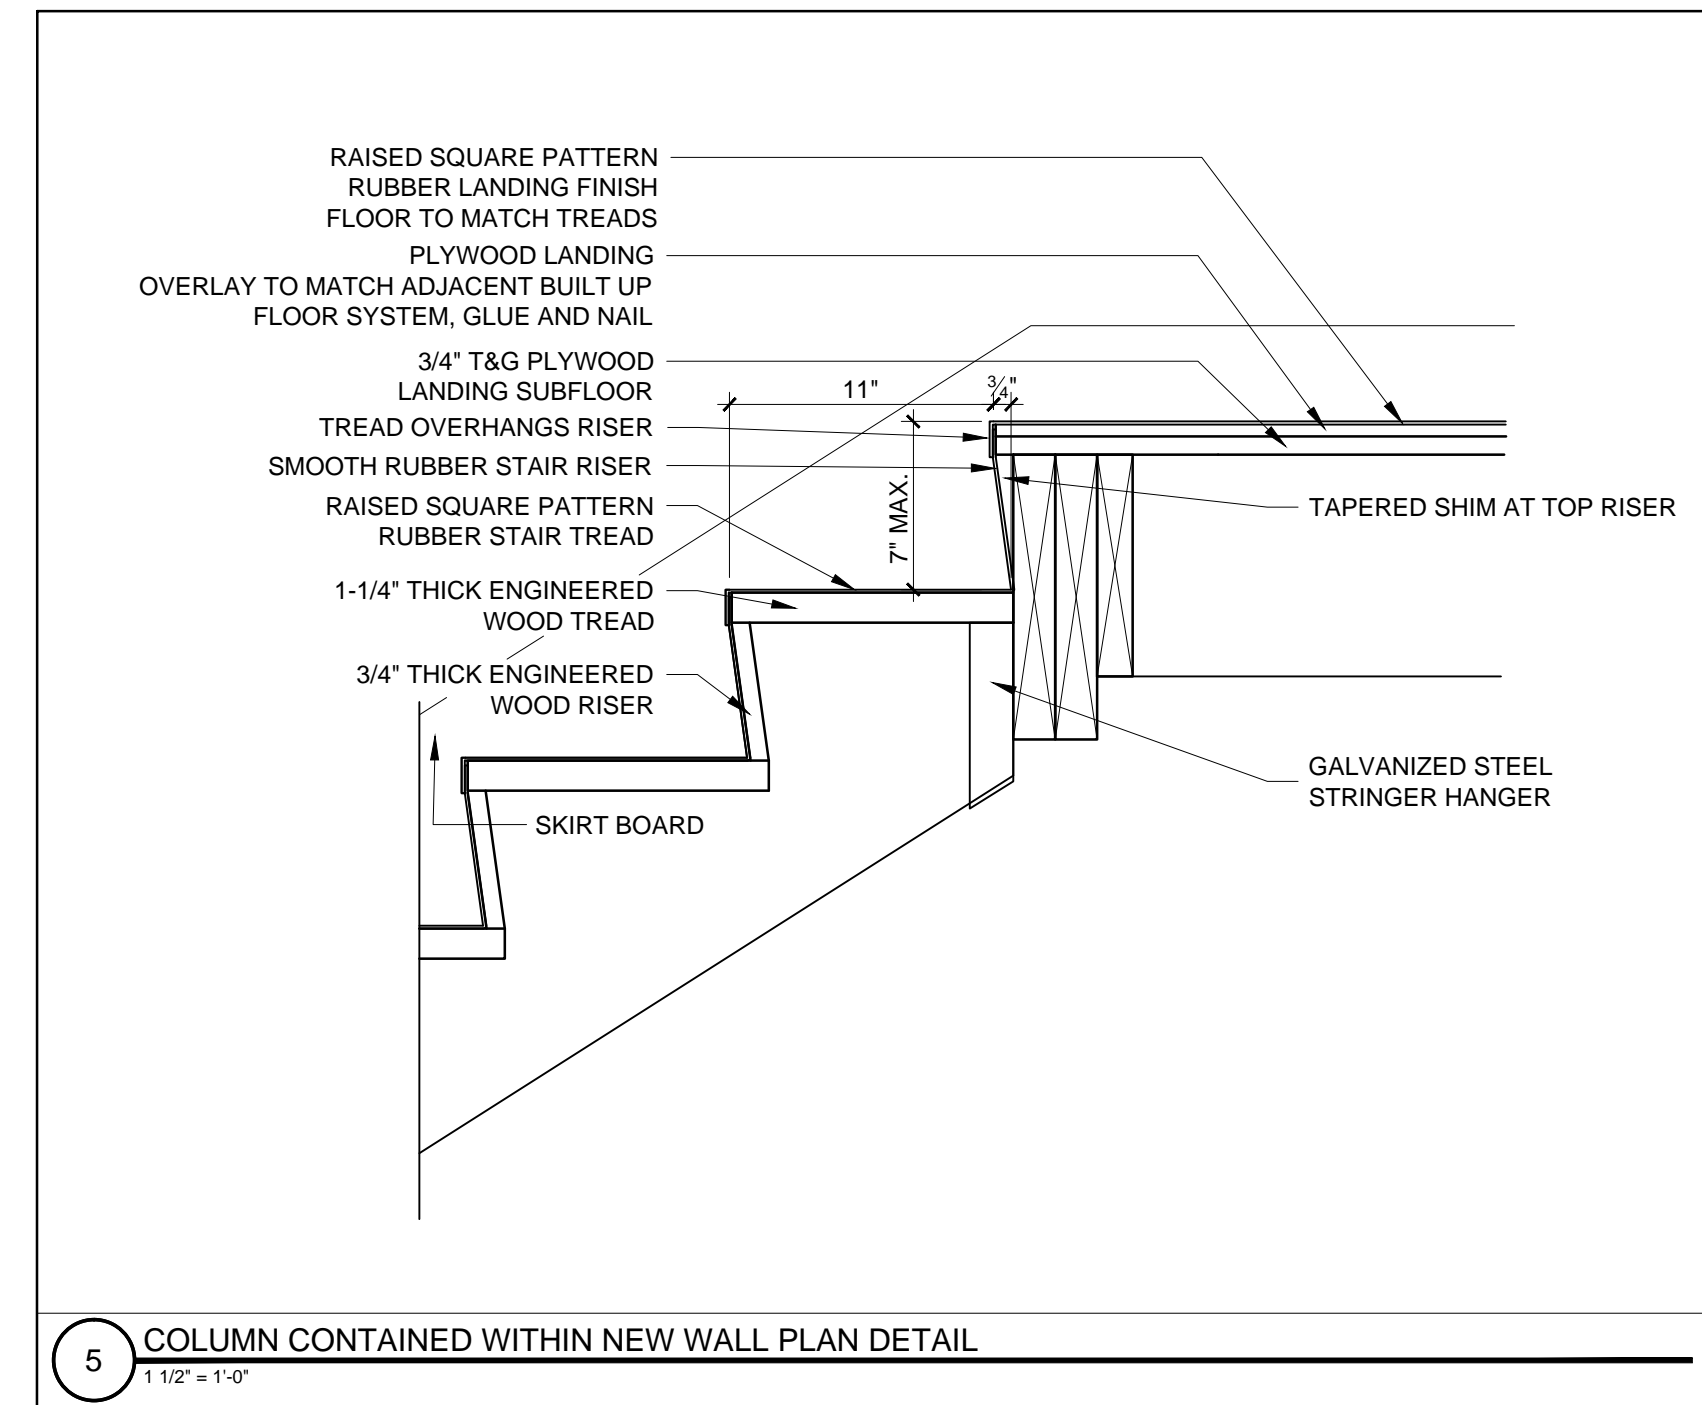 RAISED SQUARE PATTERN
RUBBER LANDING FINISH
FLOOR TO MATCH TREADS
PLYWOOD LANDING
OVERLAY TO MATCH ADJACENT BUILT UP
FLOOR SYSTEM, GLUE AND NAIL
3/4" T&G PLYWOOD
LANDING SUBFLOOR
11"
3/4"
TREAD OVERHANGS RISER
SMOOTH RUBBER STAIR RISER
RAISED SQUARE PATTERN
RUBBER STAIR TREAD
7" MAX.
TAPERED SHIM AT TOP RISER
1-1/4" THICK ENGINEERED
WOOD TREAD
3/4" THICK ENGINEERED
WOOD RISER
GALVANIZED STEEL
STRINGER HANGER
SKIRT BOARD
5
COLUMN CONTAINED WITHIN NEW WALL PLAN DETAIL
1 1/2" = 1'-0"